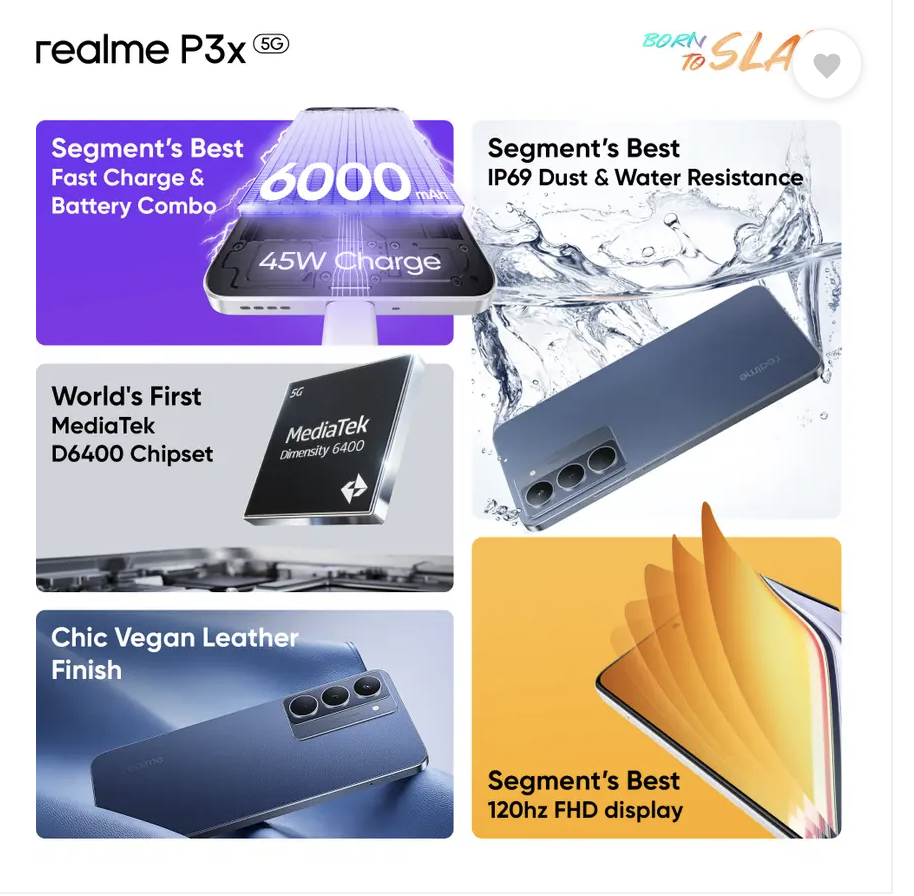 realme P3x 5G
BORN
TO
Segment's Best
Fast Charge &
Battery Combo
6000 mAh
45W Charge
Segment's Best
IP69 Dust & Water Resistance
realme
World's First
MediaTek
D6400 Chipset
5G
MediaTek
Dimensity 6400
Chic Vegan Leather
Finish
realme
Segment's Best
120hz FHD display